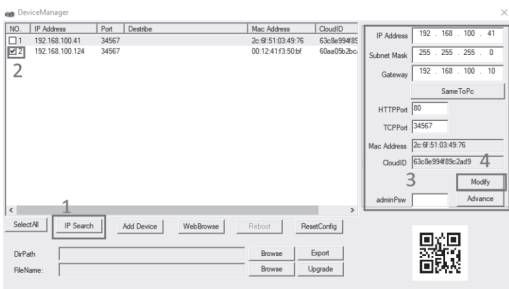 DeviceManager
NO. IP Address Port Destribe Mac Address CloudID
1 192.168.100.41 34567 2c:6f:51:03:49:76 63c8e994f89
2 192.168.100.124 34567 00:12:41:f3:50:bf 60aa05b2bc
2
IP Address 192 . 168 . 100 . 41
Subnet Mask 255 . 255 . 255 . 0
Gateway 192 . 168 . 100 . 10
SameToPc
HTTPPort 80
TCPPort 34567
Mac Address 2c:6f:51:03:49:76
CloudID 63c8e994f89c2ad9
4
3
Modify
adminPsw Advance
1
SelectAll IP Search Add Device WebBrowse Reboot ResetConfig
DirPath Browse Export
FileName: Browse Upgrade